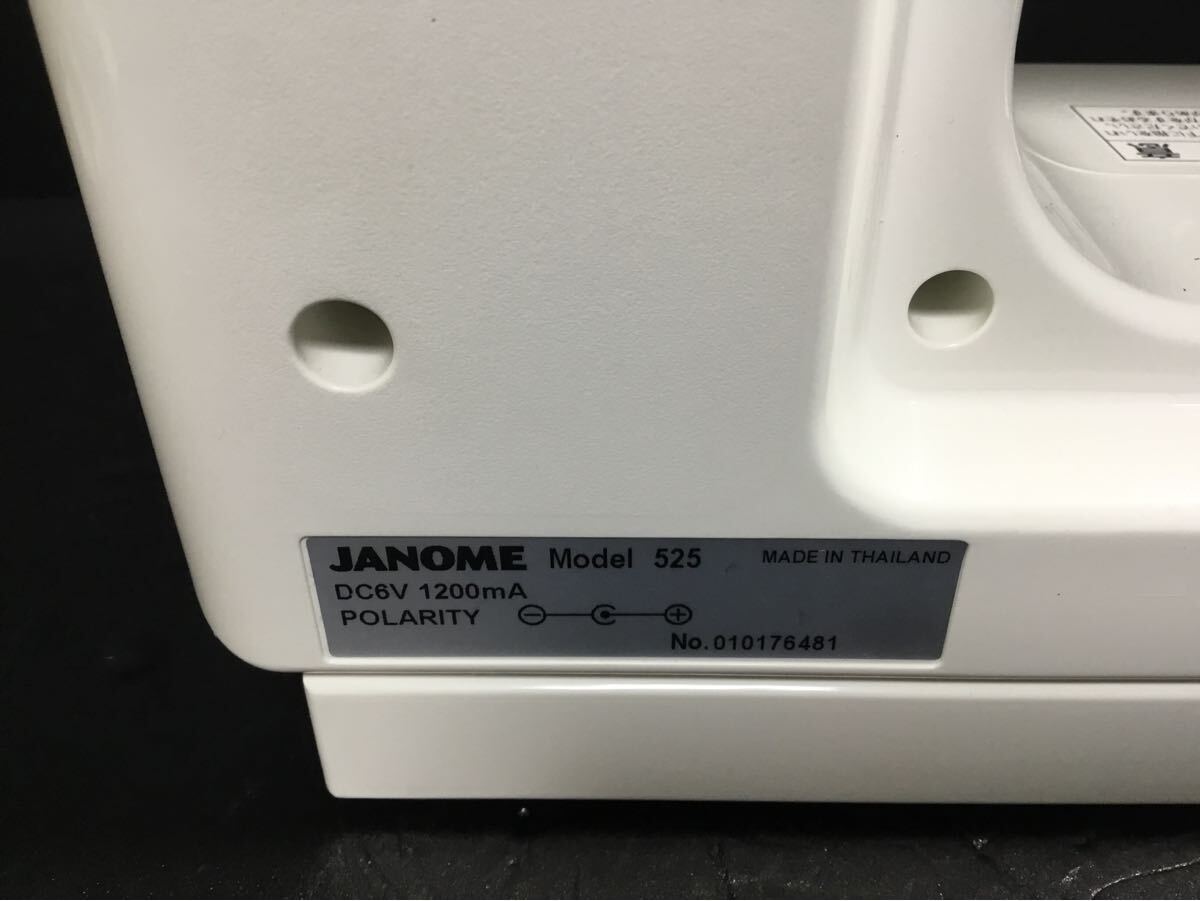 JANOME Model 525 MADE IN THAILAND
DC6V 1200mA
POLARITY
No.010176481